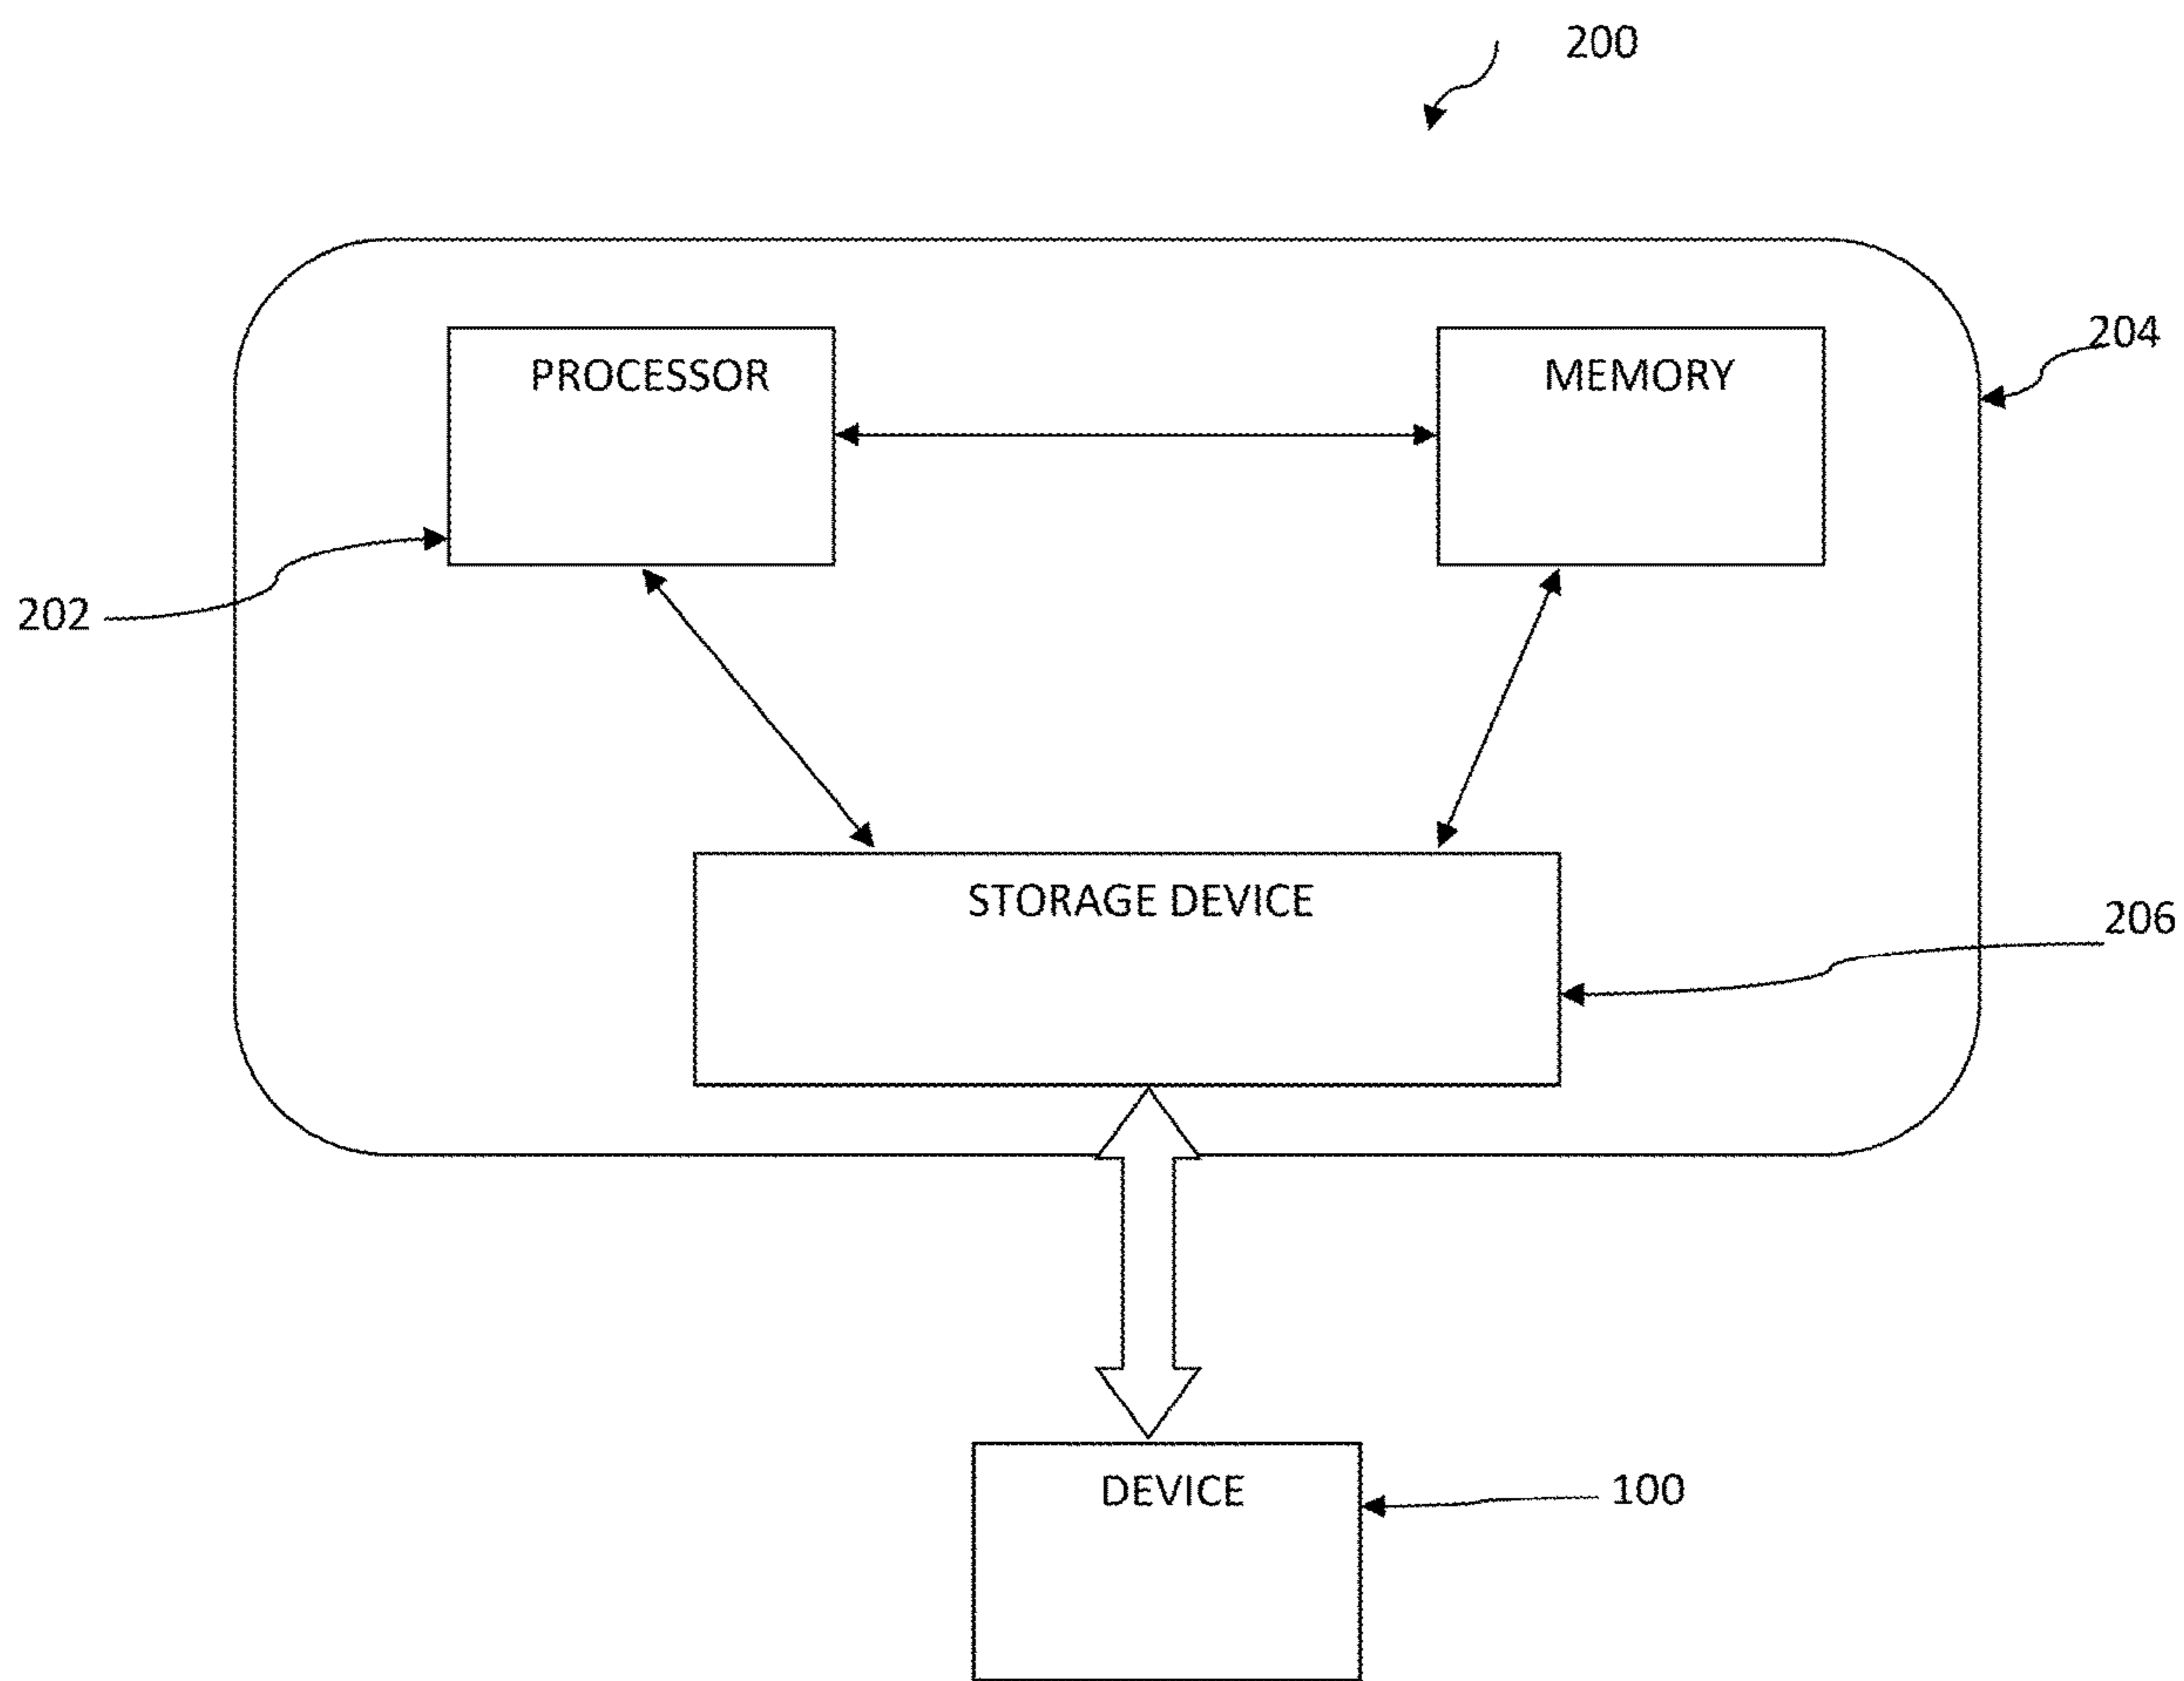 200
204
PROCESSOR
MEMORY
202
STORAGE DEVICE
206
DEVICE
100